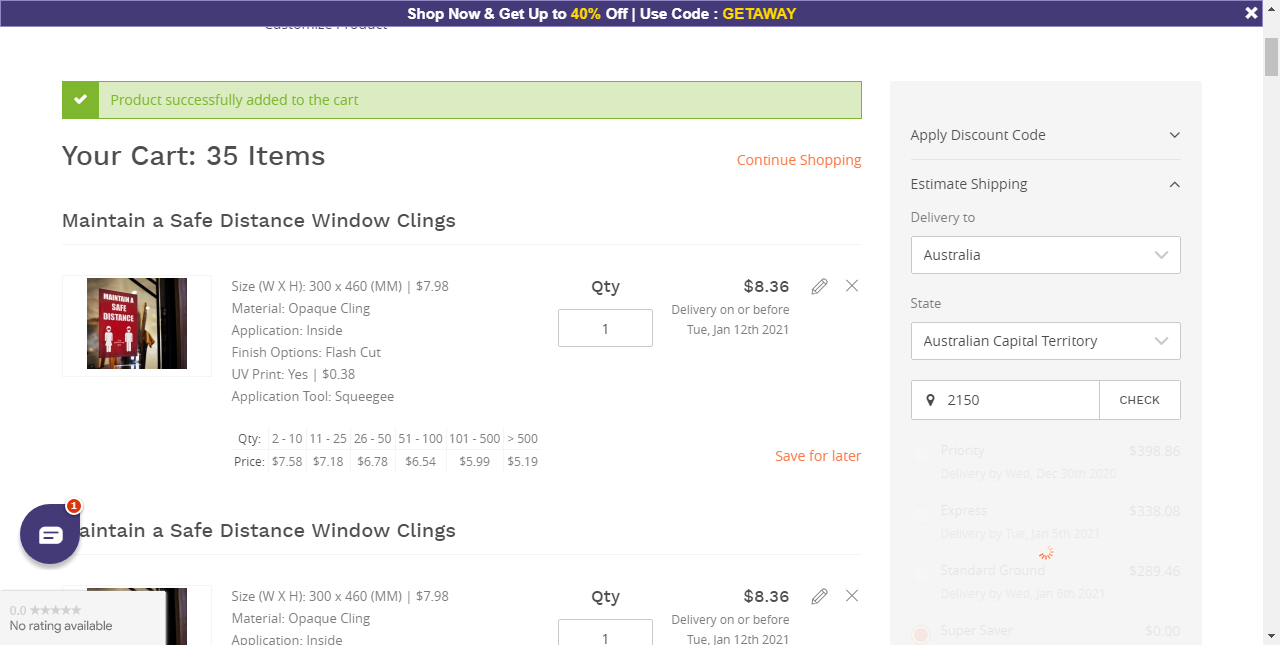 Shop Now & Get Up to 40% Off | Use Code : GETAWAY
Customize Product
Product successfully added to the cart
Your Cart: 35 Items
Continue Shopping
Maintain a Safe Distance Window Clings
MAINTAIN A
SAFE
DISTANCE
Size (W X H): 300 x 460 (MM) | $7.98
Material: Opaque Cling
Application: Inside
Finish Options: Flash Cut
UV Print: Yes | $0.38
Application Tool: Squeegee
Qty
1
$8.36
Delivery on or before
Tue, Jan 12th 2021
Qty: 2 - 10 11 - 25 26 - 50 51 - 100 101 - 500 > 500
Price: $7.58 $7.18 $6.78 $6.54 $5.99 $5.19
Save for later
1
aintain a Safe Distance Window Clings
Size (W X H): 300 x 460 (MM) | $7.98
Material: Opaque Cling
Application: Inside
Qty
1
$8.36
Delivery on or before
Tue, Jan 12th 2021
0.0
No rating available
Apply Discount Code
Estimate Shipping
Delivery to
Australia
State
Australian Capital Territory
2150
CHECK
Priority $398.86
Delivery by Wed, Dec 30th 2020
Express $338.08
Delivery by Tue, Jan 5th 2021
Standard Ground $289.46
Delivery by Wed, Jan 6th 2021
Super Saver $0.00